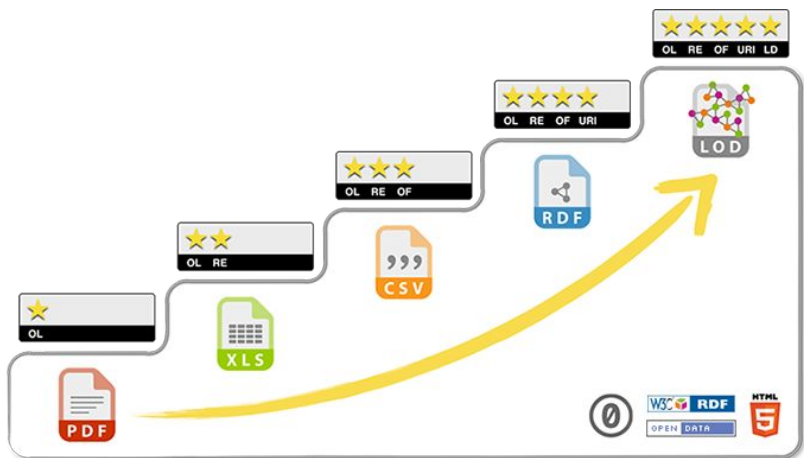 OL RE OF URI LD
LOD
OL RE OF URI
RDF
OL RE OF
CSV
OL RE
XLS
OL
PDF
0
W3C RDF
OPEN DATA
HTML
5